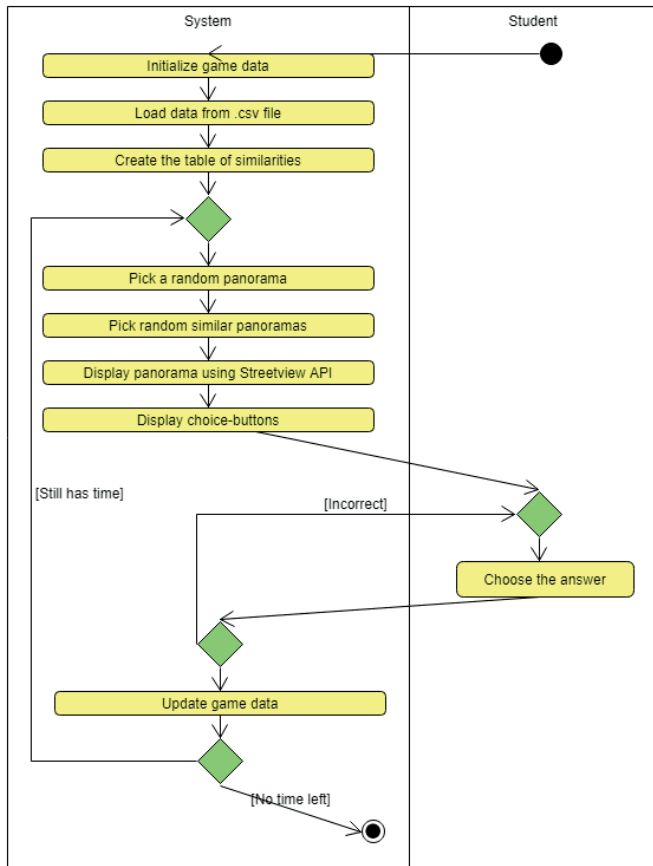 System
Student
Initialize game data
Load data from .csv file
Create the table of similarities
Pick a random panorama
Pick random similar panoramas
Display panorama using Streetview API
Display choice-buttons
[Still has time]
[Incorrect]
Choose the answer
Update game data
[No time left]